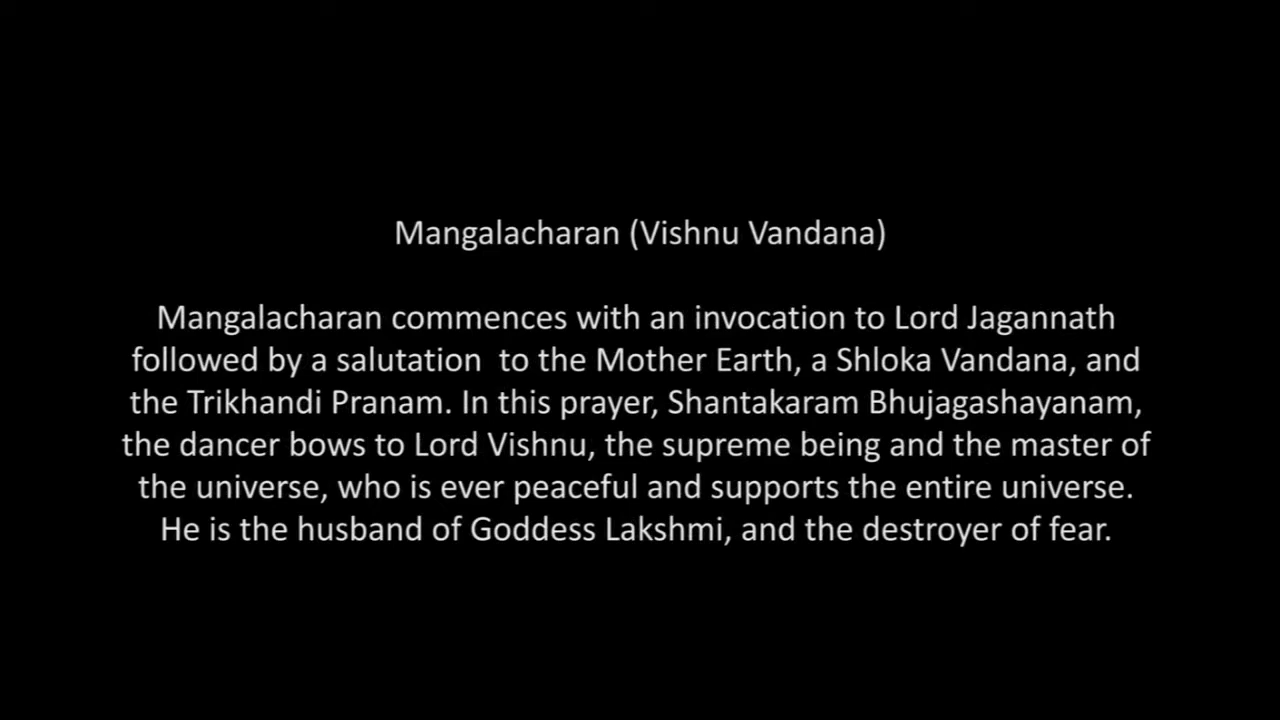 Mangalacharan (Vishnu Vandana)
Mangalacharan commences with an invocation to Lord Jagannath
followed by a salutation  to the Mother Earth, a Shloka Vandana, and
the Trikhandi Pranam. In this prayer, Shantakaram Bhujagashayanam,
the dancer bows to Lord Vishnu, the supreme being and the master of
the universe, who is ever peaceful and supports the entire universe.
He is the husband of Goddess Lakshmi, and the destroyer of fear.